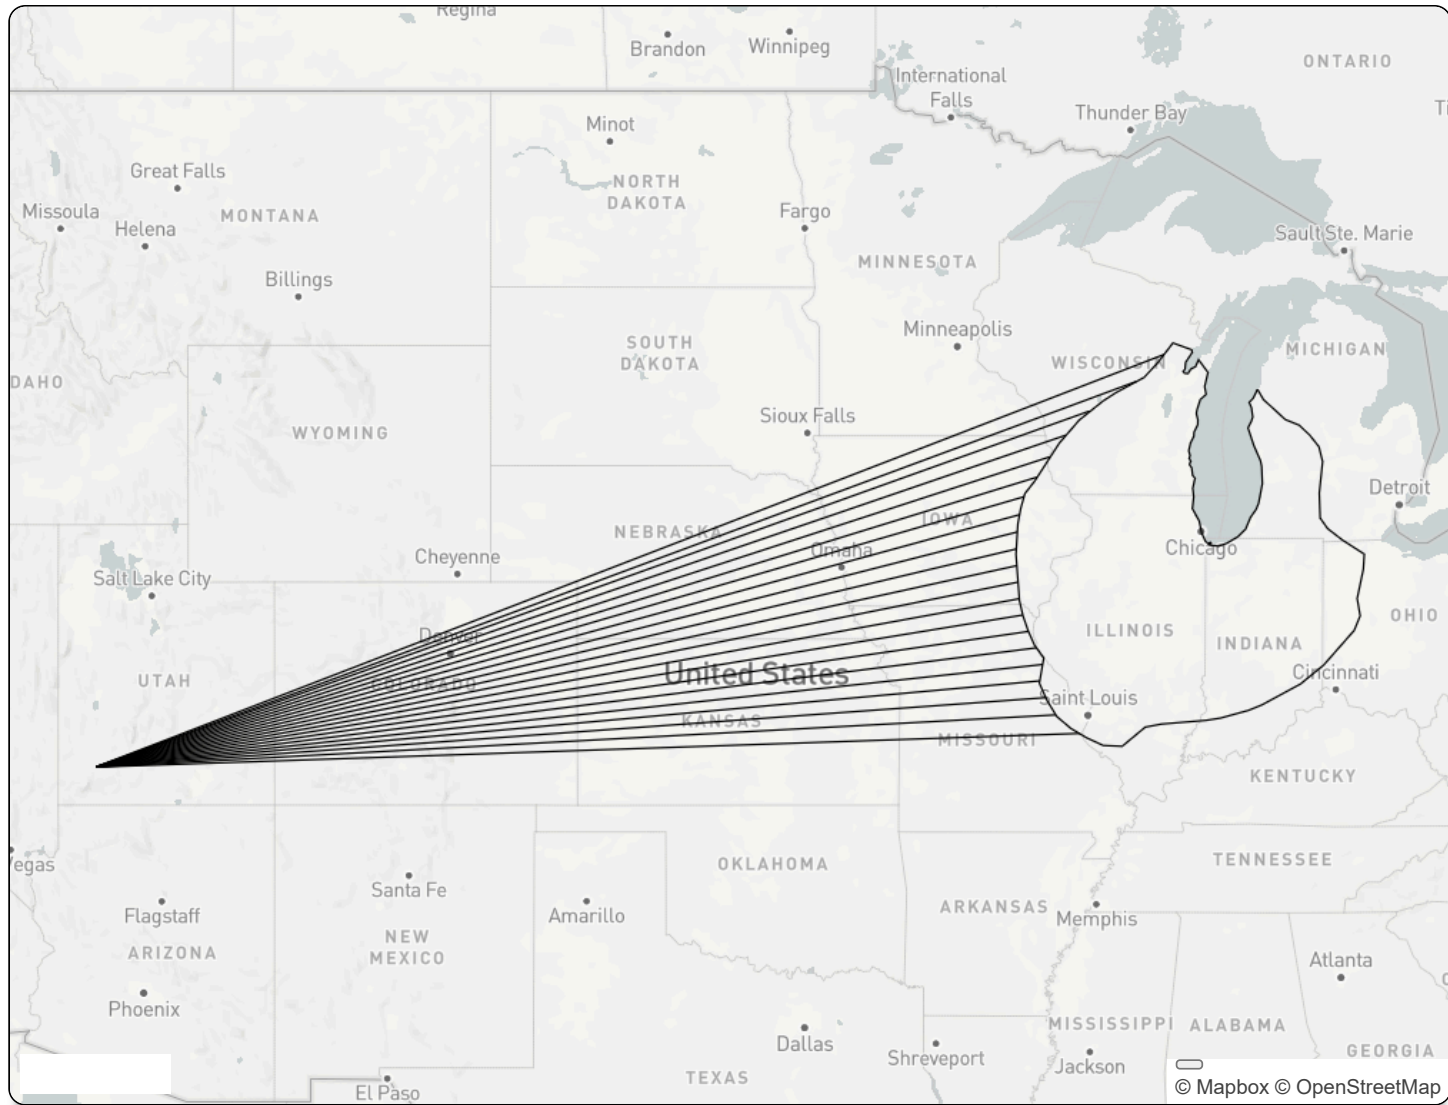 Regina
Brandon
Winnipeg
ONTARIO
International
Falls
Thunder Bay
Minot
Great Falls
NORTH
DAKOTA
Missoula
MONTANA
Fargo
Helena
Sault Ste. Marie
MINNESOTA
Billings
Minneapolis
SOUTH
DAKOTA
MICHIGAN
WISCONSIN
DAHO
Sioux Falls
WYOMING
Detroit
IOWA
NEBRASKA
Omaha
Chicago
Cheyenne
Salt Lake City
OHIO
Denver
ILLINOIS
INDIANA
United States
Cincinnati
UTAH
COLORADO
Saint Louis
KANSAS
MISSOURI
KENTUCKY
TENNESSEE
egas
OKLAHOMA
Santa Fe
ARKANSAS
Flagstaff
Amarillo
Memphis
NEW
MEXICO
ARIZONA
Atlanta
Phoenix
MISSISSIPPI
ALABAMA
Dallas
Shreveport
GEORGIA
Jackson
TEXAS
El Paso
© Mapbox © OpenStreetMap